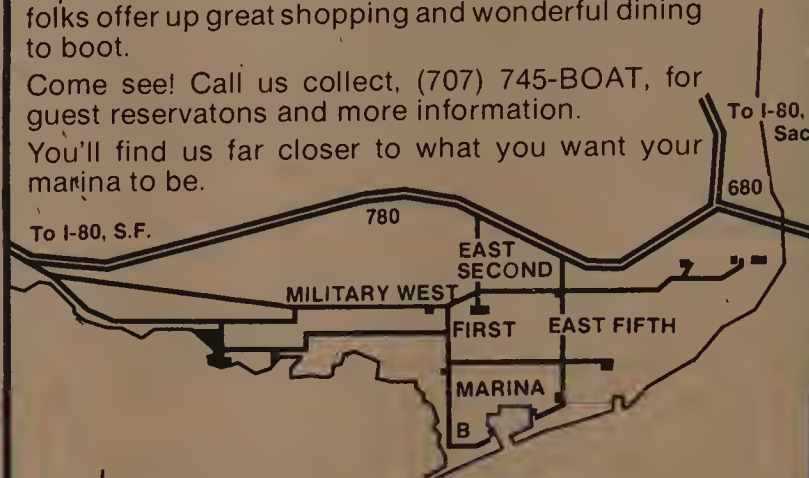 folks offer up great shopping and wonderful dining
to boot.
Come see! Call us collect, (707) 745-BOAT, for
guest reservatons and more information.
You'll find us far closer to what you want your
marina to be.
To I-80,
Sac
680
780
To I-80, S.F.
EAST
SECOND
MILITARY WEST
FIRST
EAST FIFTH
MARINA
B